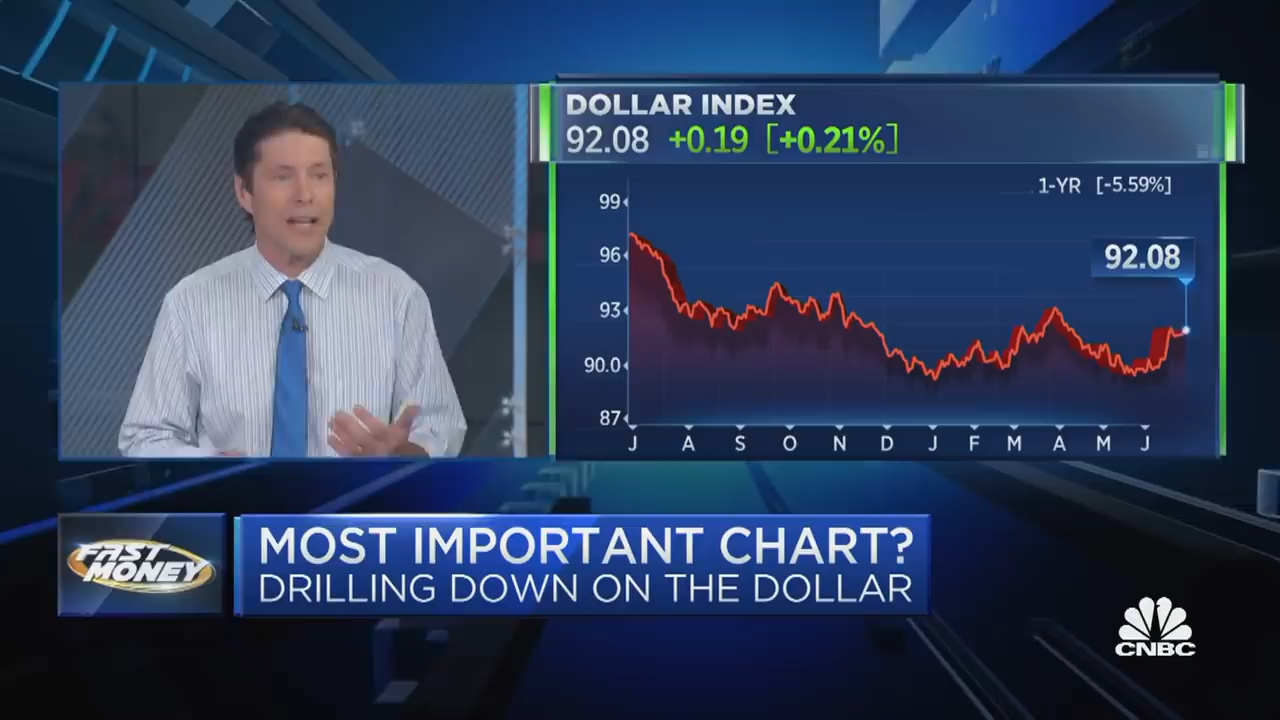 DOLLAR INDEX
92.08 +0.19 [+0.21%]
1-YR [-5.59%]
99
96
93
90.0
87
92.08
J A S O N D J F M A M J
FAST
MONEY
MOST IMPORTANT CHART?
DRILLING DOWN ON THE DOLLAR
CNBC